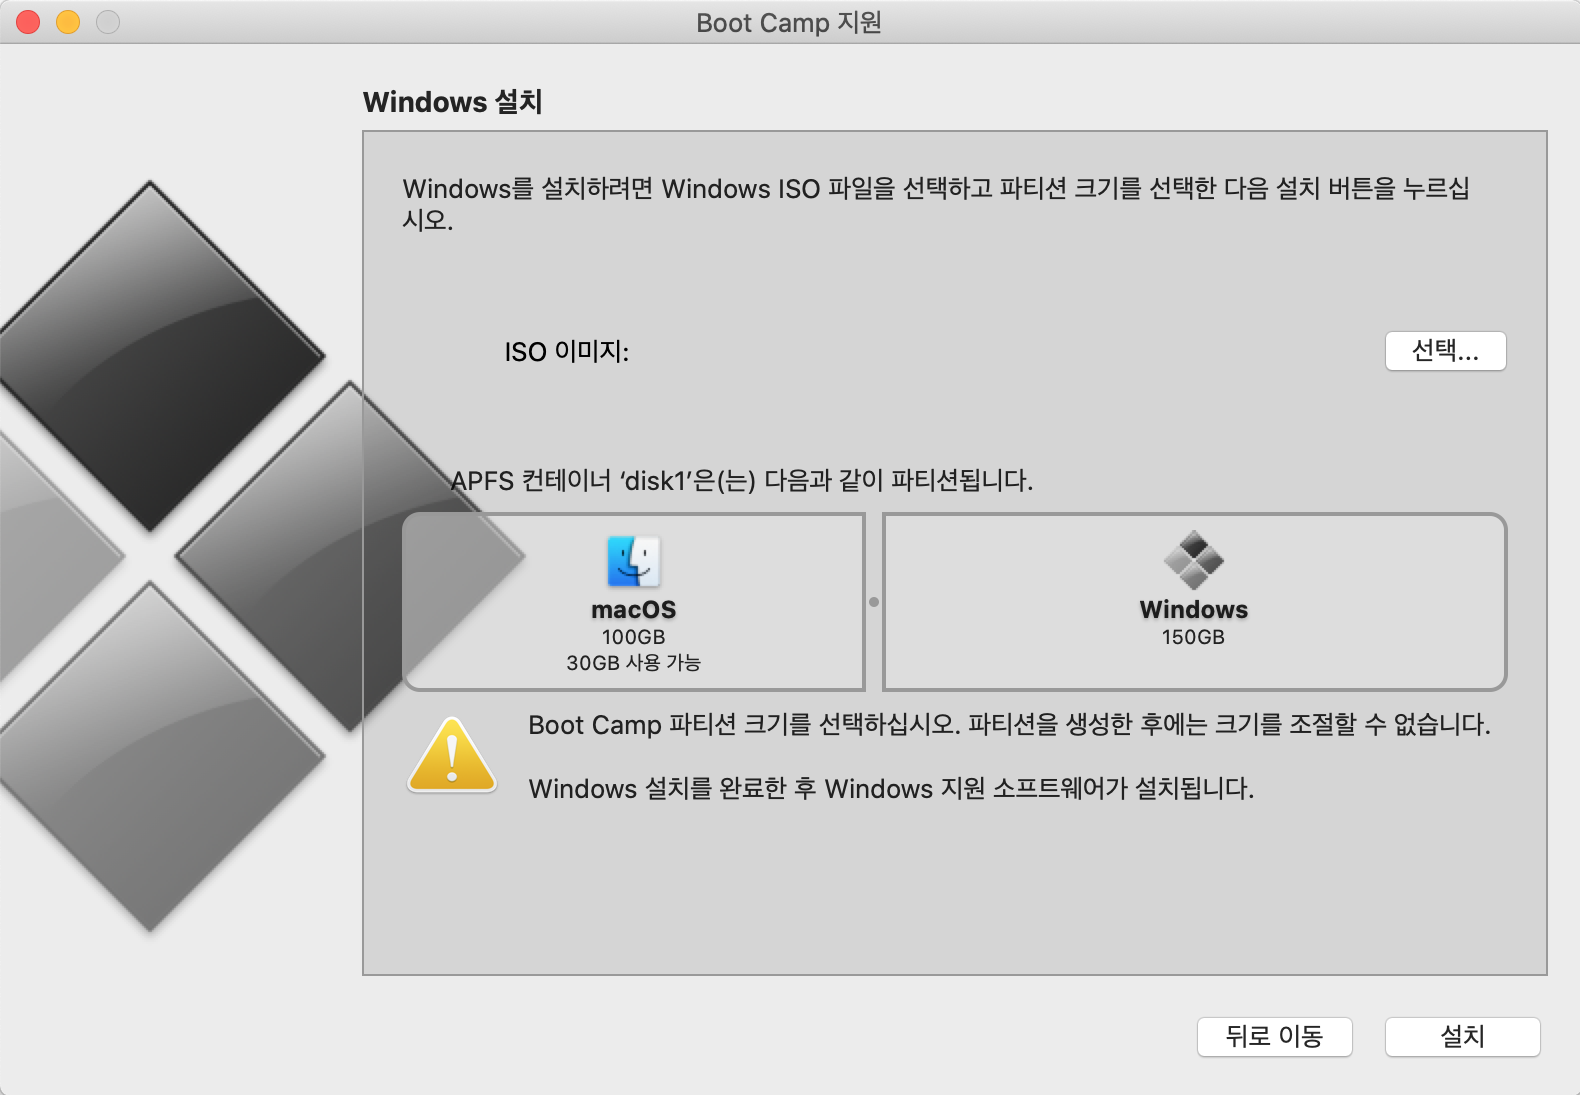 Boot Camp 지원
Windows 설치
Windows를 설치하려면 Windows ISO 파일을 선택하고 파티션 크기를 선택한 다음 설치 버튼을 누르십
시오.
ISO 이미지:
선택...
APFS 컨테이너 ‘disk1’은(는) 다음과 같이 파티션됩니다.
macOS
100GB
30GB 사용 가능
Windows
150GB
Boot Camp 파티션 크기를 선택하십시오. 파티션을 생성한 후에는 크기를 조절할 수 없습니다.
Windows 설치를 완료한 후 Windows 지원 소프트웨어가 설치됩니다.
뒤로 이동
설치